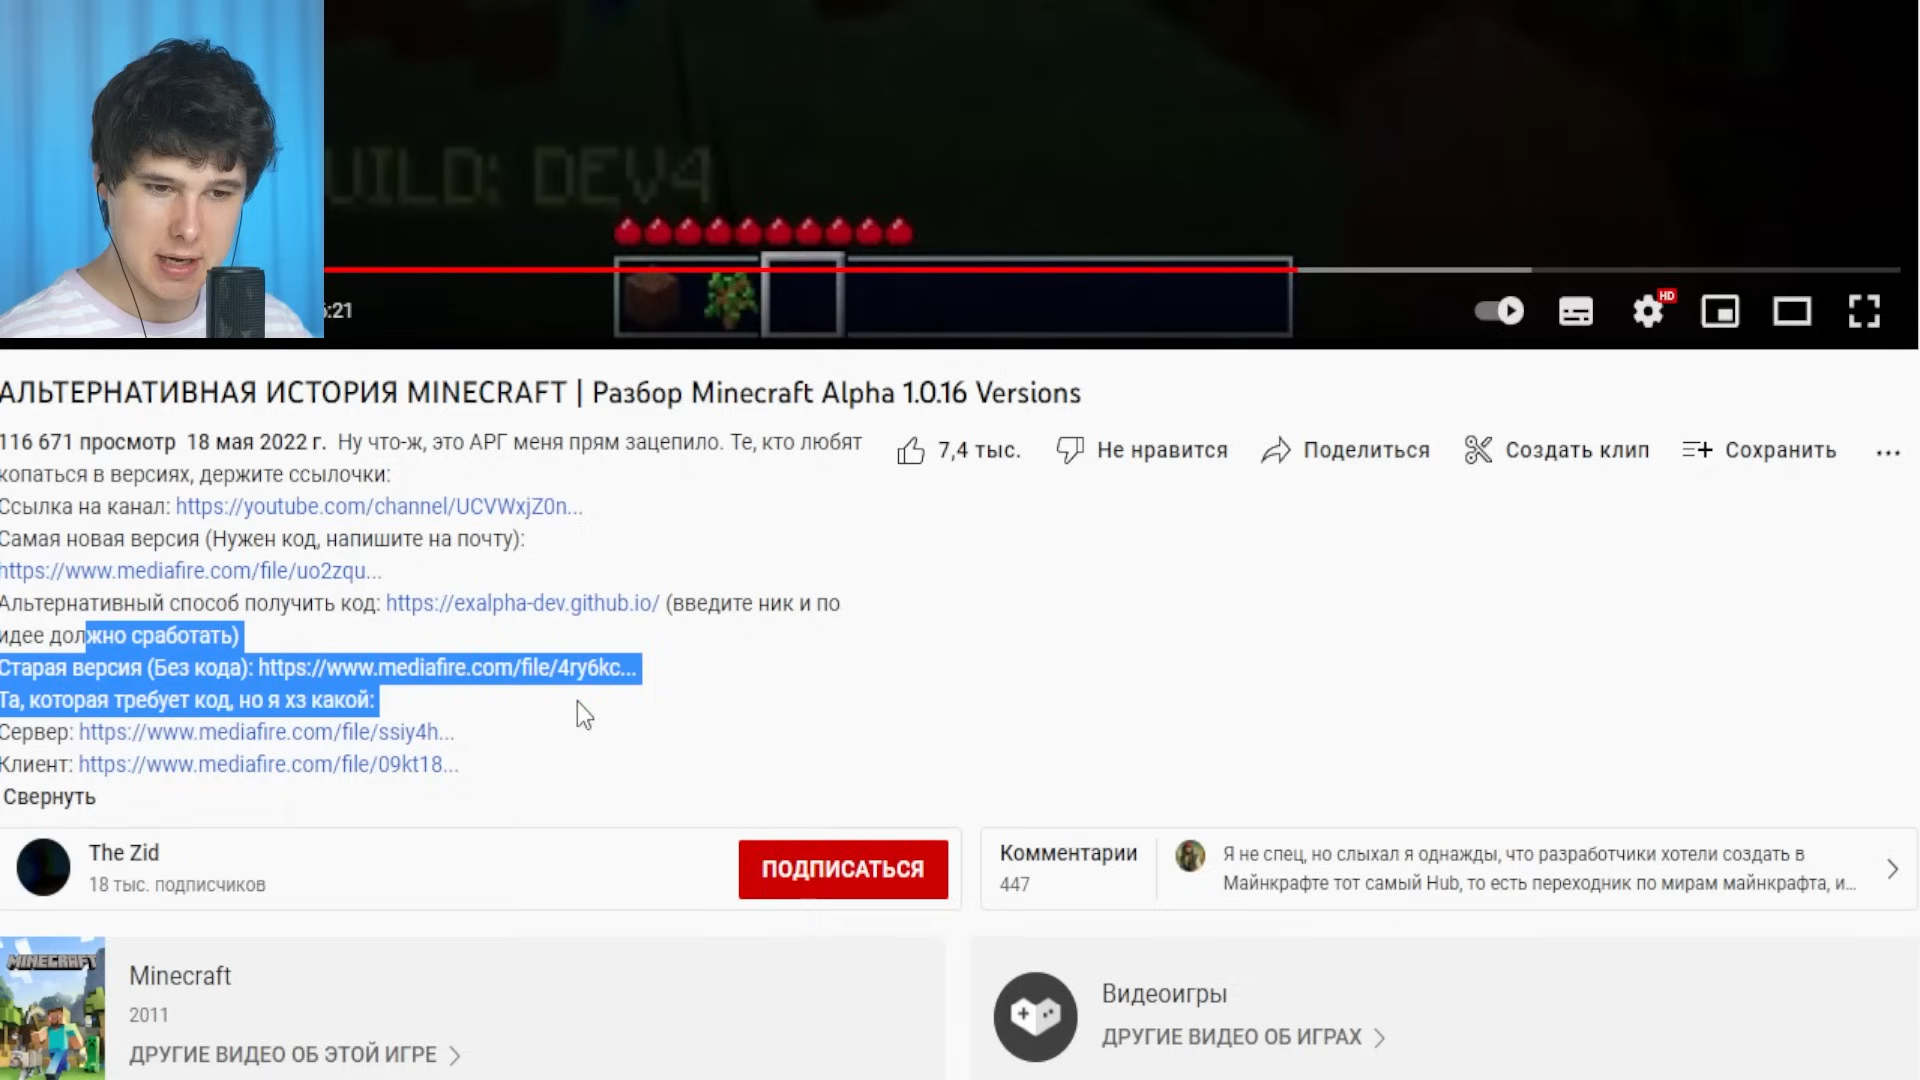 UILD: DEV4
:21
HD
АЛЬТЕРНАТИВНАЯ ИСТОРИЯ MINECRAFT | Разбор Minecraft Alpha 1.0.16 Versions
116 671 просмотр 18 мая 2022 г. Ну что-ж, это АРГ меня прям зацепило. Те, кто любят
копаться в версиях, держите ссылочки:
Ссылка на канал: https://youtube.com/channel/UCVWxjZ0n...
Самая новая версия (Нужен код, напишите на почту):
https://www.mediafire.com/file/uo2zqu...
Альтернативный способ получить код: https://exalpha-dev.github.io/ (введите ник и по
идее должно сработать)
Старая версия (Без кода): https://www.mediafire.com/file/4ry6kc...
Та, которая требует код, но я хз какой:
Сервер: https://www.mediafire.com/file/ssiy4h...
Клиент: https://www.mediafire.com/file/09kt18...
Свернуть
7,4 тыс.
Не нравится
Поделиться
Создать клип
Сохранить
The Zid
18 тыс. подписчиков
ПОДПИСАТЬСЯ
Комментарии
447
Я не спец, но слыхал я однажды, что разработчики хотели создать в
Майнкрафте тот самый Hub, то есть переходник по мирам майнкрафта, и...
MINECRAFT
Minecraft
2011
ДРУГИЕ ВИДЕО ОБ ЭТОЙ ИГРЕ
Видеоигры
ДРУГИЕ ВИДЕО ОБ ИГРАХ